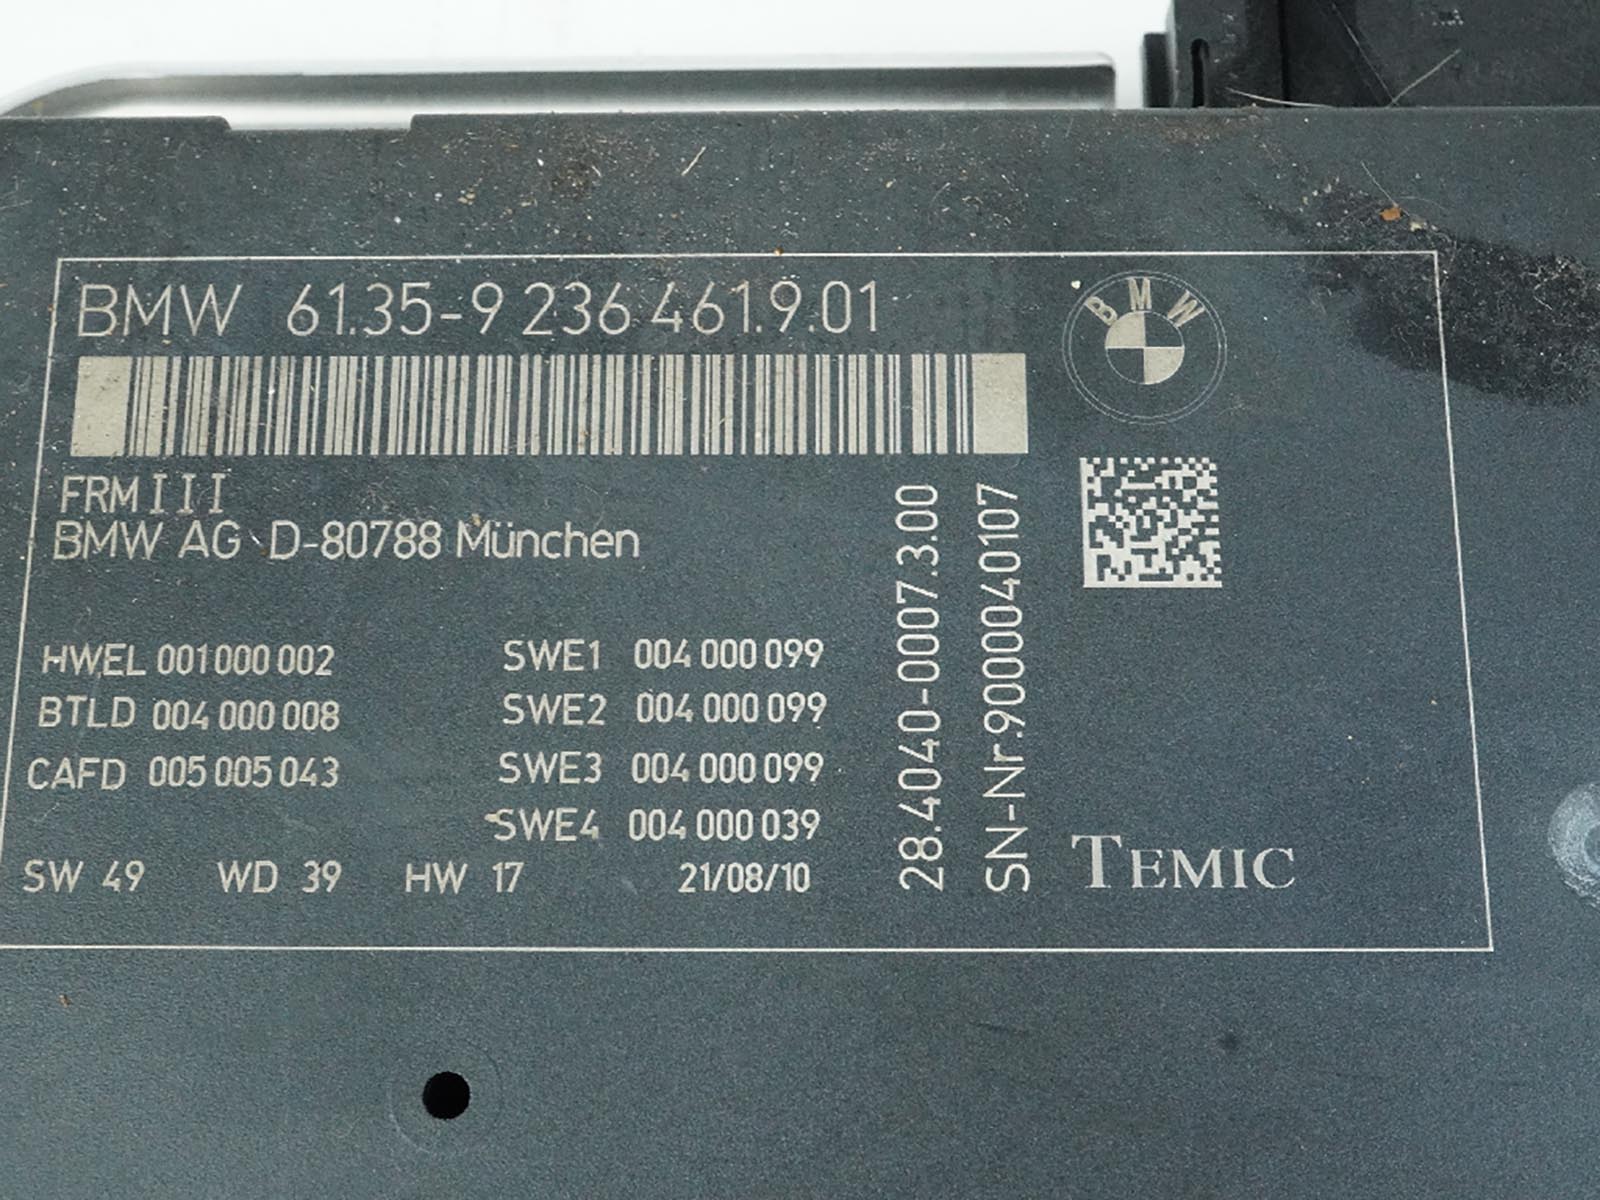 BMW 61.35-9 236 461.9.01
BMW
FRMIII
BMW AG D-80788 München
HWEL 001 000 002
BTLD 004 000 008
CAFD 005 005 043
SWE1 004 000 099
SWE2 004 000 099
SWE3 004 000 099
SWE4 004 000 039
SW 49 WD 39 HW 17 21/08/10
28.4040-0007.3.00
SN-Nr.9000040107
TEMIC